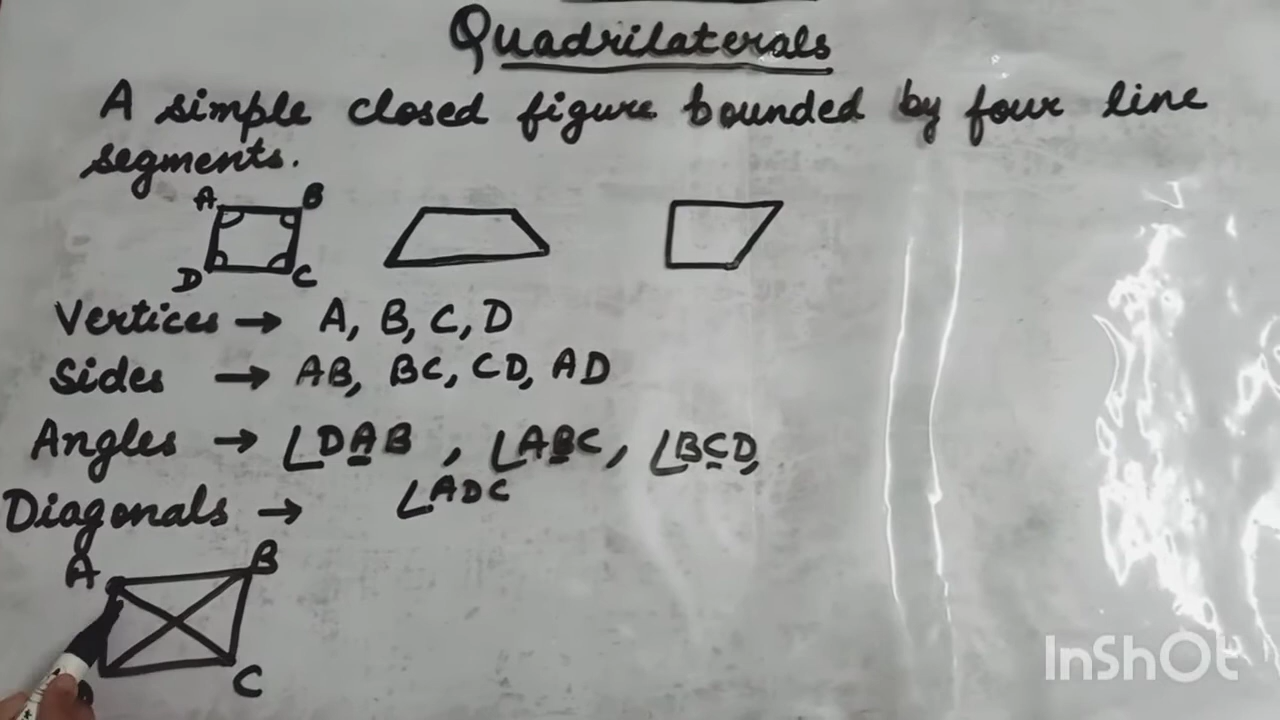 Quadrilaterals
A simple closed figure bounded by four line
segments.
A B
D C
Vertices → A, B, C, D
Sides → AB, BC, CD, AD
Angles → ∠DAB, ∠ABC, ∠BCD,
∠ADC
Diagonals →
A B
C
InShOt